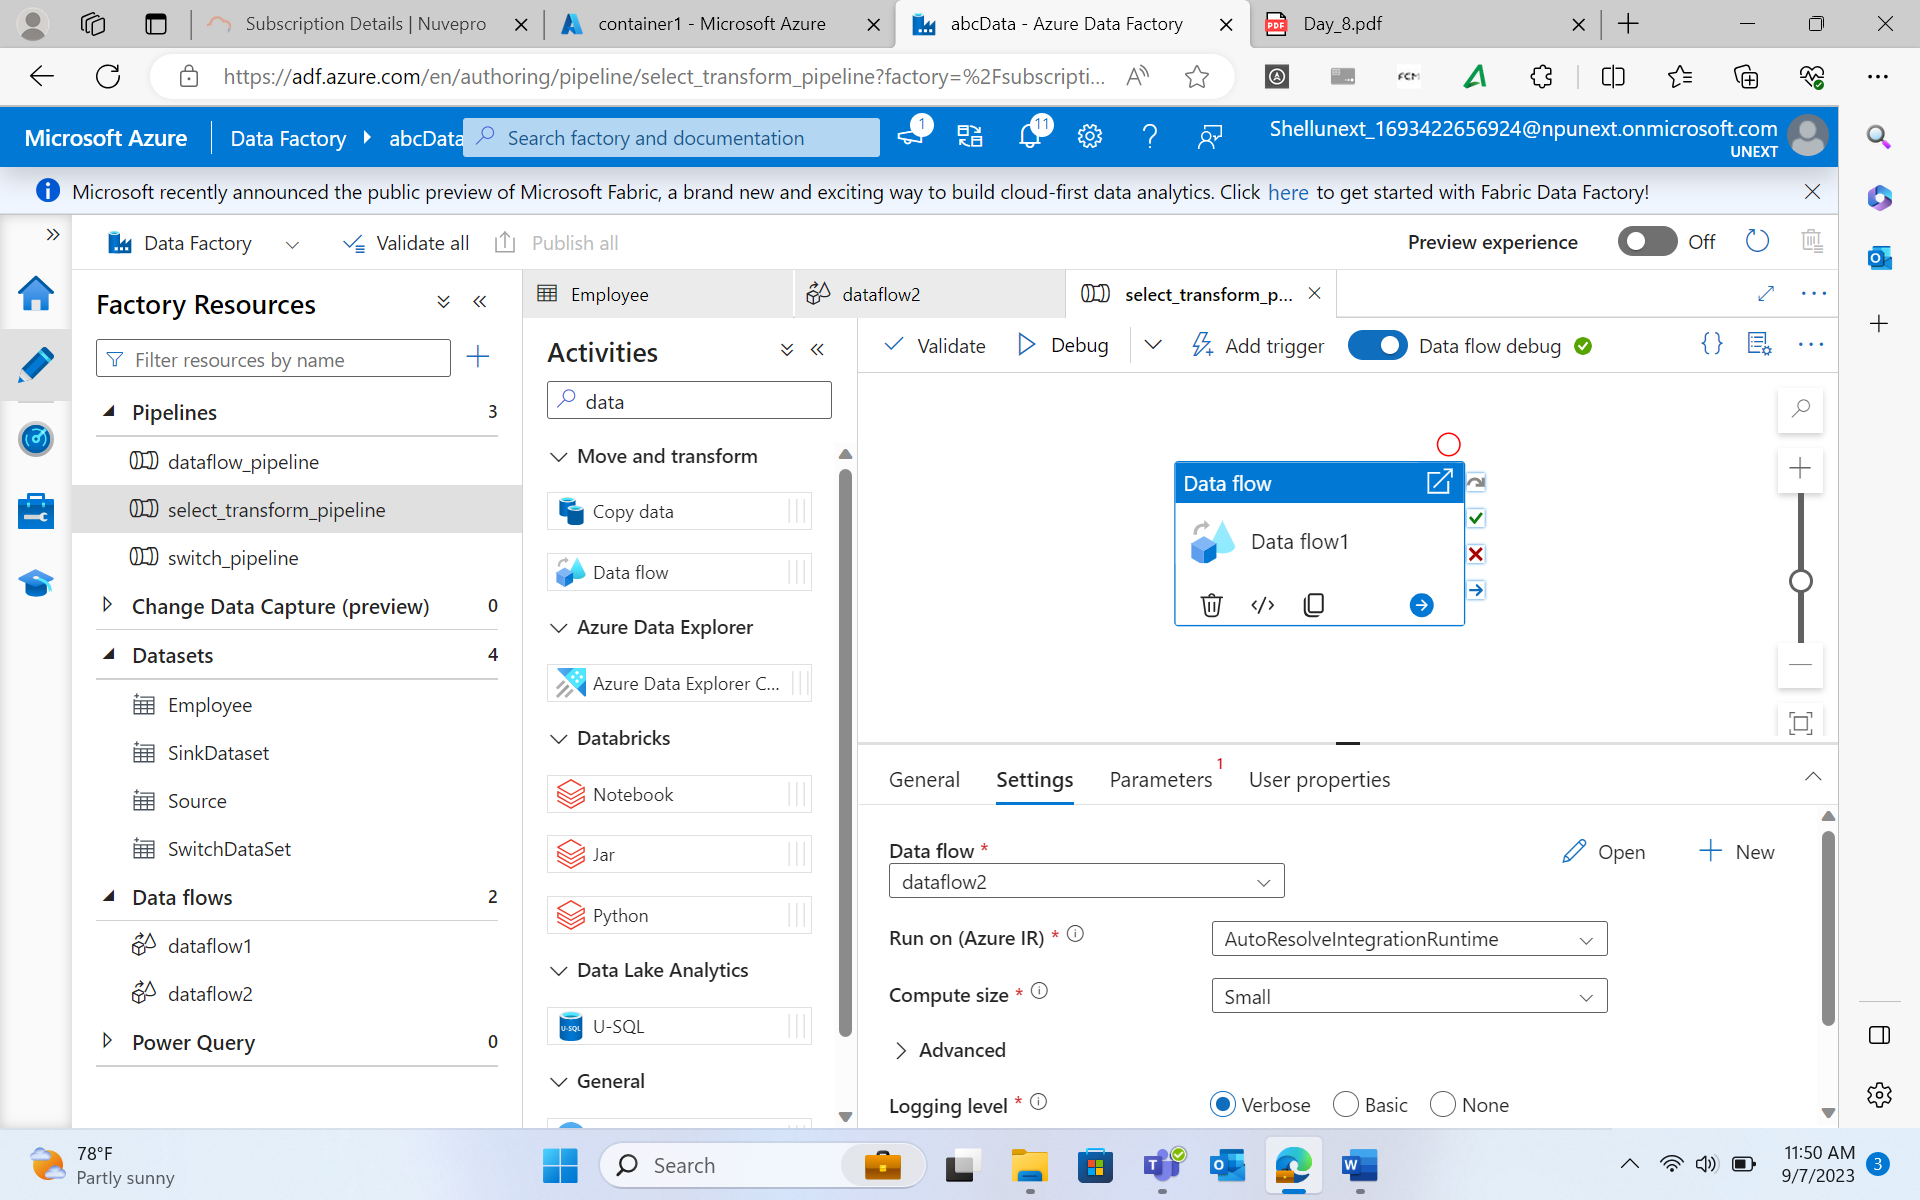 Subscription Details | Nuvepro
container1 - Microsoft Azure
abcData - Azure Data Factory
PDF
Day_8.pdf
https://adf.azure.com/en/authoring/pipeline/select_transform_pipeline?factory=%2Fsubscripti...
FCM
Microsoft Azure
Data Factory
abcData
Search factory and documentation
1
11
Shellunext_1693422656924@npunext.onmicrosoft.com
UNEXT
Microsoft recently announced the public preview of Microsoft Fabric, a brand new and exciting way to build cloud-first data analytics. Click here to get started with Fabric Data Factory!
Data Factory
Validate all
Publish all
Preview experience
Off
Factory Resources
Filter resources by name
Pipelines 3
dataflow_pipeline
select_transform_pipeline
switch_pipeline
Change Data Capture (preview) 0
Datasets 4
Employee
SinkDataset
Source
SwitchDataSet
Data flows 2
dataflow1
dataflow2
Power Query 0
Employee
dataflow2
select_transform_p...
Activities
data
Move and transform
Copy data
Data flow
Azure Data Explorer
Azure Data Explorer C...
Databricks
Notebook
Jar
Python
Data Lake Analytics
U-SQL
U-SQL
General
Validate
Debug
Add trigger
Data flow debug
Data flow
Data flow1
General
Settings
Parameters 1
User properties
Data flow *
Open
New
dataflow2
Run on (Azure IR) *
AutoResolveIntegrationRuntime
Compute size *
Small
Advanced
Logging level *
Verbose
Basic
None
78°F
Partly sunny
Search
11:50 AM
9/7/2023
3